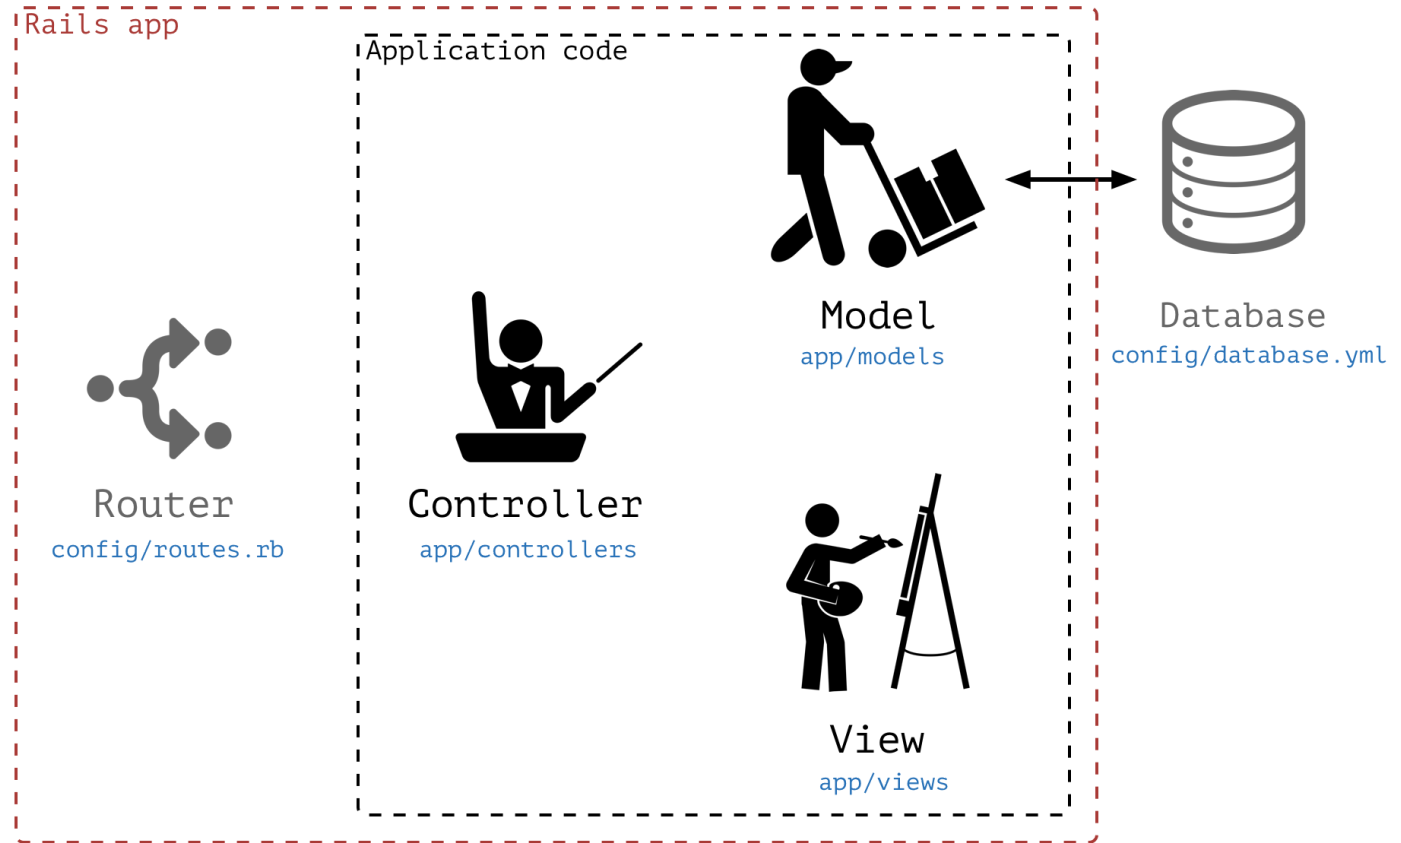 Rails app
Application code
Model
app/models
Database
config/database.yml
Router
config/routes.rb
Controller
app/controllers
View
app/views